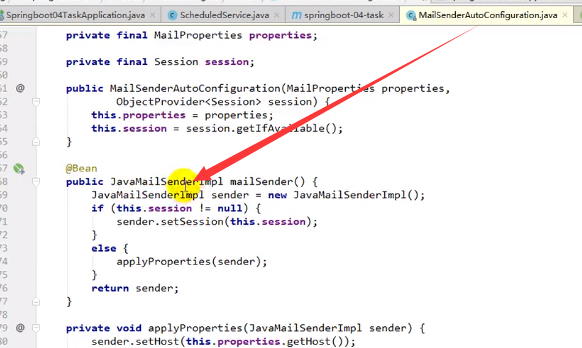 Springboot04TaskApplication.java × ScheduledService.java × springboot-04-task × MailSenderAutoConfiguration.java ×
57 private final MailProperties properties;
58
59 private final Session session;
60
61 @ public MailSenderAutoConfiguration(MailProperties properties,
62 ObjectProvider<Session> session) {
63 this.properties = properties;
64 this.session = session.getIfAvailable();
65 }
66
67 @Bean
68 public JavaMailSenderImpl mailSender() {
69 JavaMailSenderImpl sender = new JavaMailSenderImpl();
70 if (this.session != null) {
71 sender.setSession(this.session);
72 }
73 else {
74 applyProperties(sender);
75 }
76 return sender;
77 }
78
79 @ private void applyProperties(JavaMailSenderImpl sender) {
80 sender.setHost(this.properties.getHost());